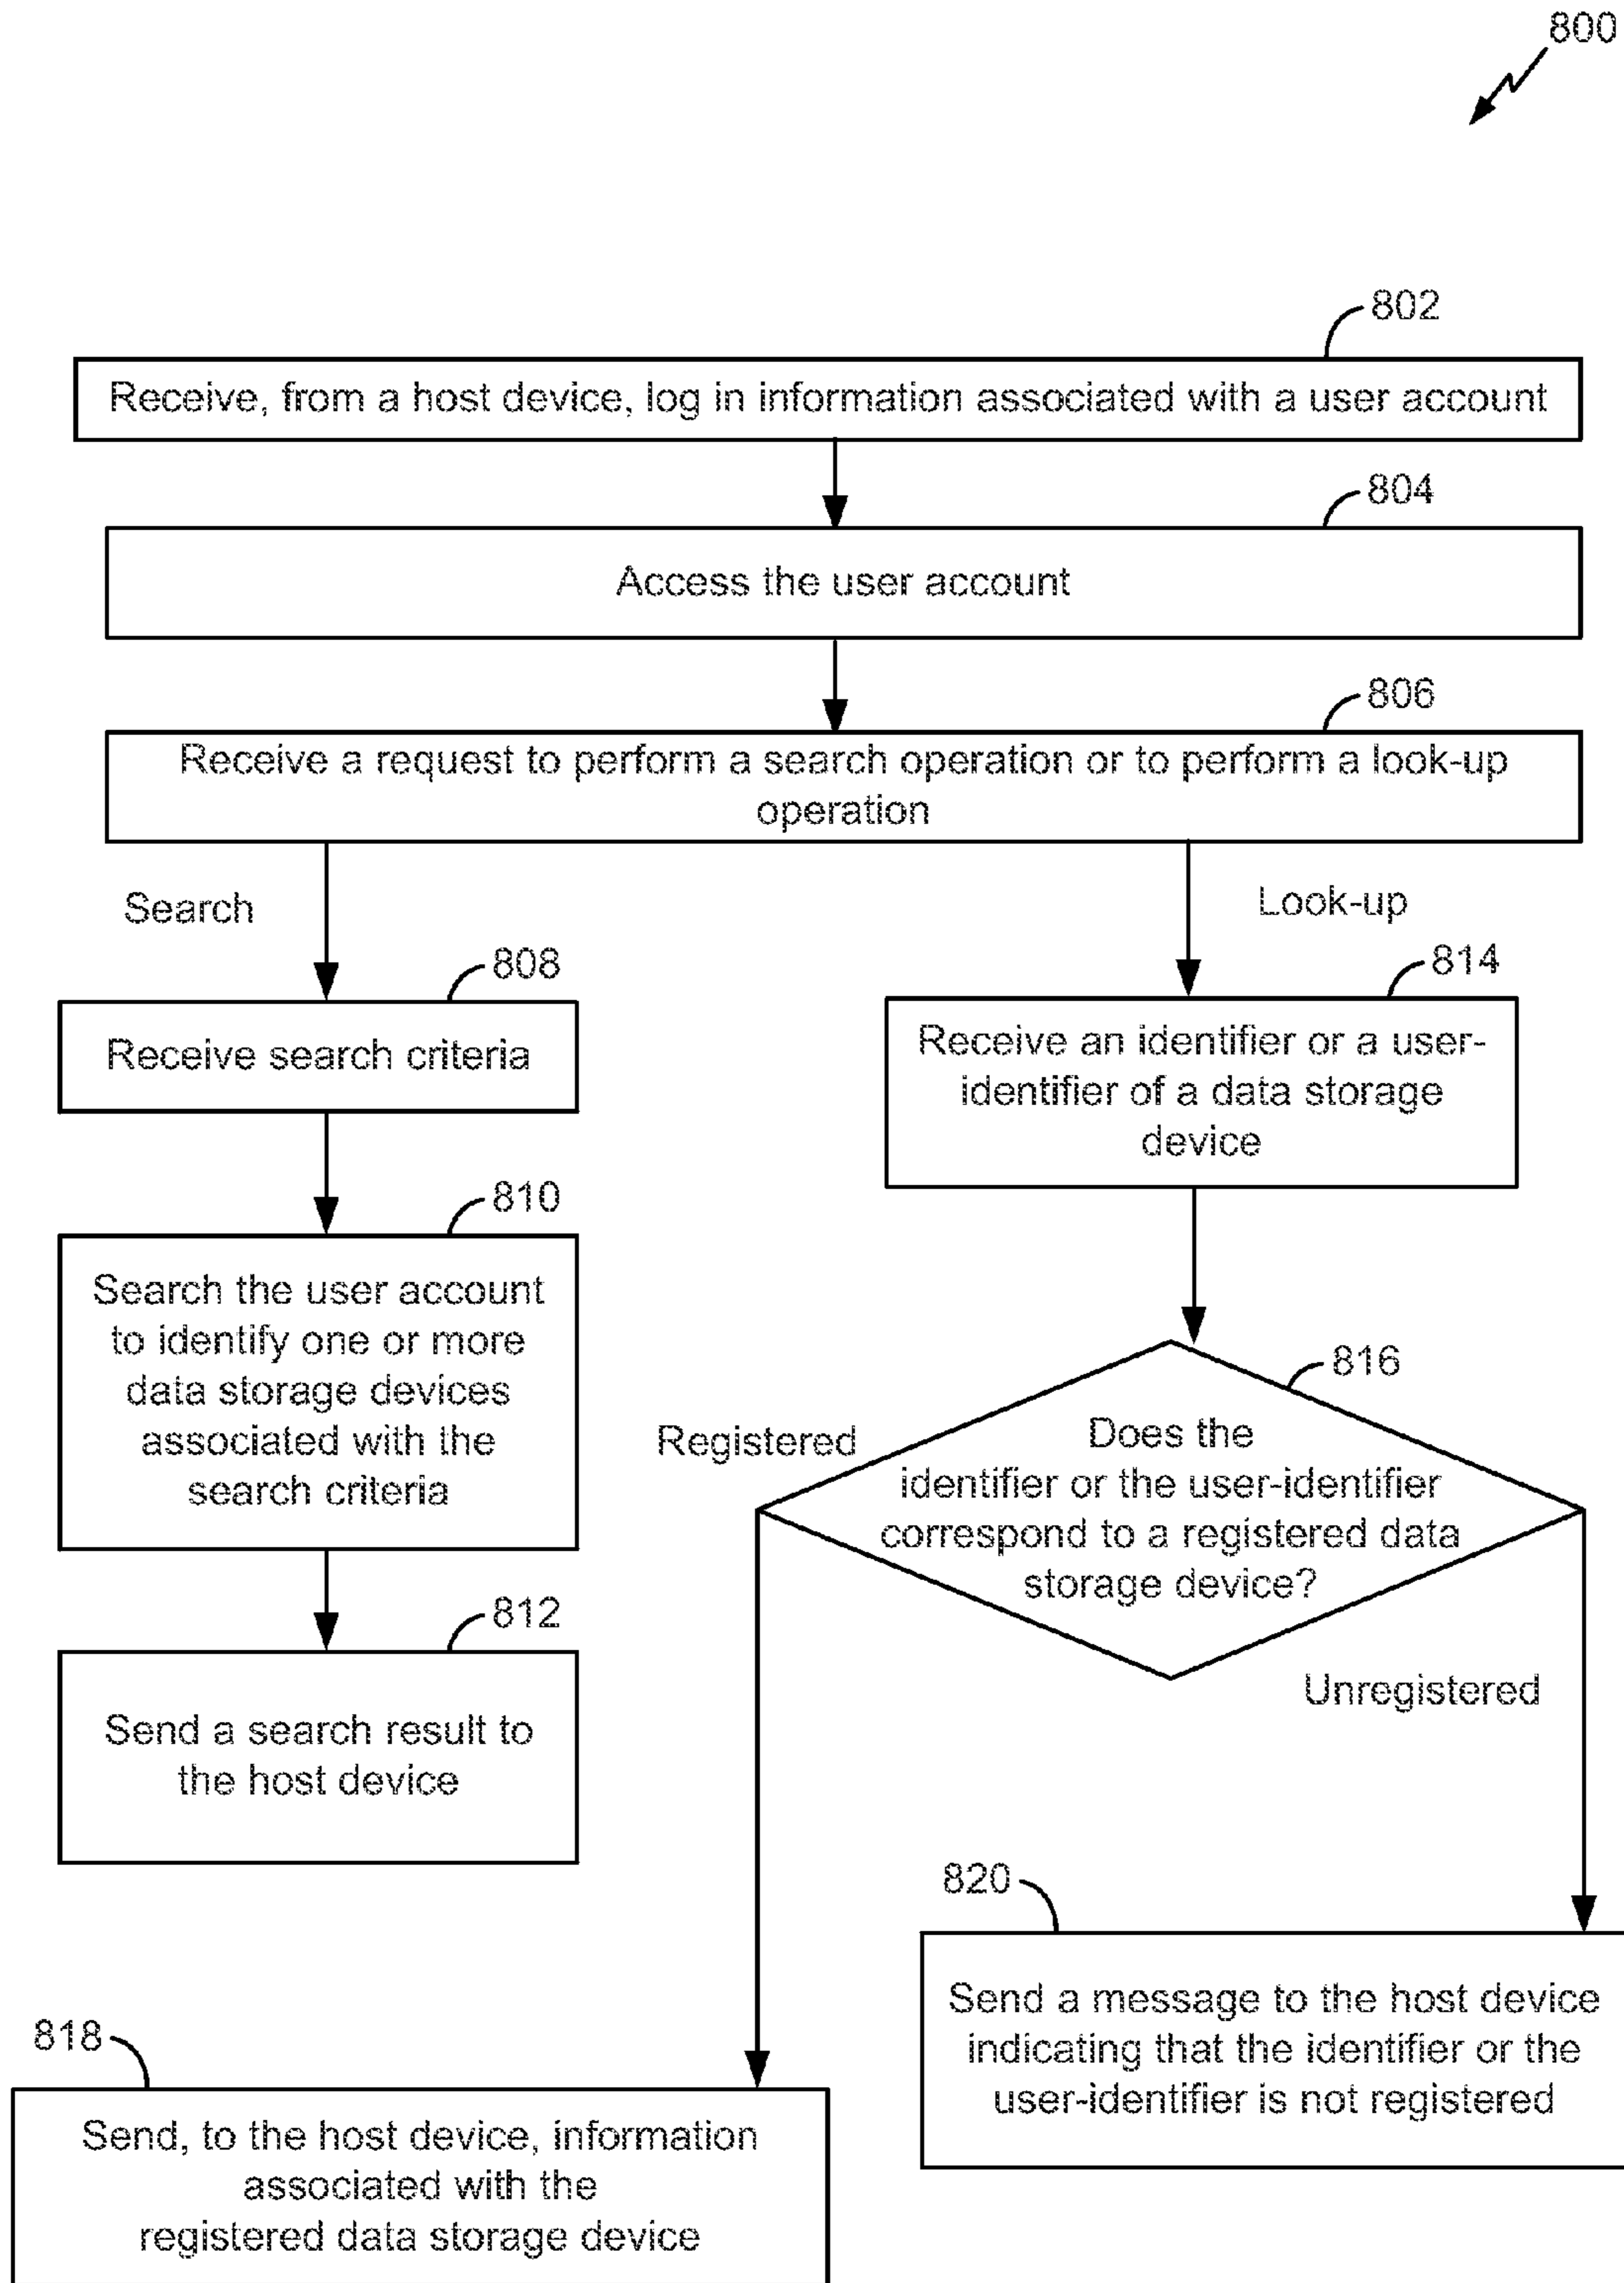 800
802
Receive, from a host device, log in information associated with a user account
804
Access the user account
806
Receive a request to perform a search operation or to perform a look-up
operation
Search
Look-up
808
Receive search criteria
814
Receive an identifier or a user-
identifier of a data storage
device
810
Search the user account
to identify one or more
data storage devices
associated with the
search criteria
816
Registered
Does the
identifier or the user-identifier
correspond to a registered data
storage device?
Unregistered
812
Send a search result to
the host device
820
Send a message to the host device
indicating that the identifier or the
user-identifier is not registered
818
Send, to the host device, information
associated with the
registered data storage device